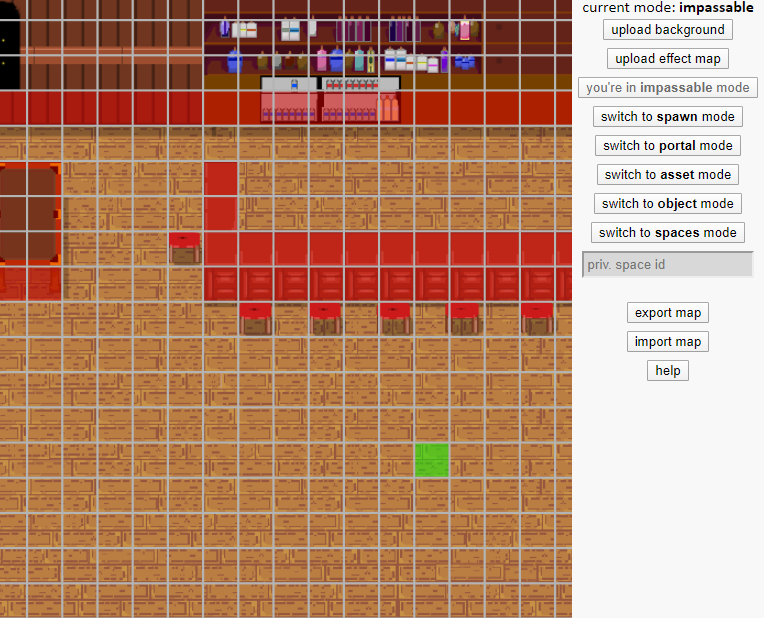 current mode: impassable
upload background
upload effect map
you're in impassable mode
switch to spawn mode
switch to portal mode
switch to asset mode
switch to object mode
switch to spaces mode
priv. space id
export map
import map
help